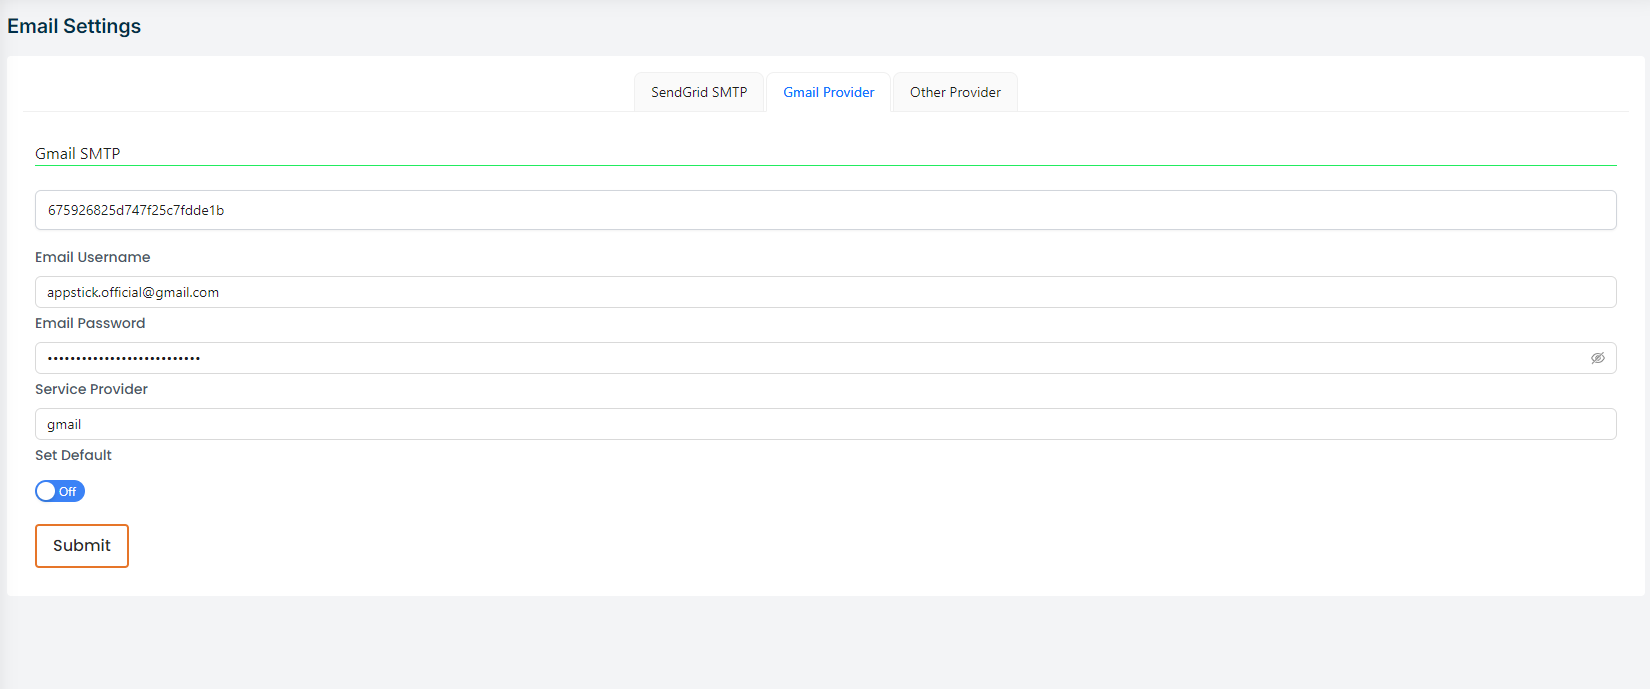 Email Settings
SendGrid SMTP
Gmail Provider
Other Provider
Gmail SMTP
675926825d747f25c7fdde1b
Email Username
appstick.official@gmail.com
Email Password
•••••••••••••••••••••••••••
Service Provider
gmail
Set Default
Off
Submit